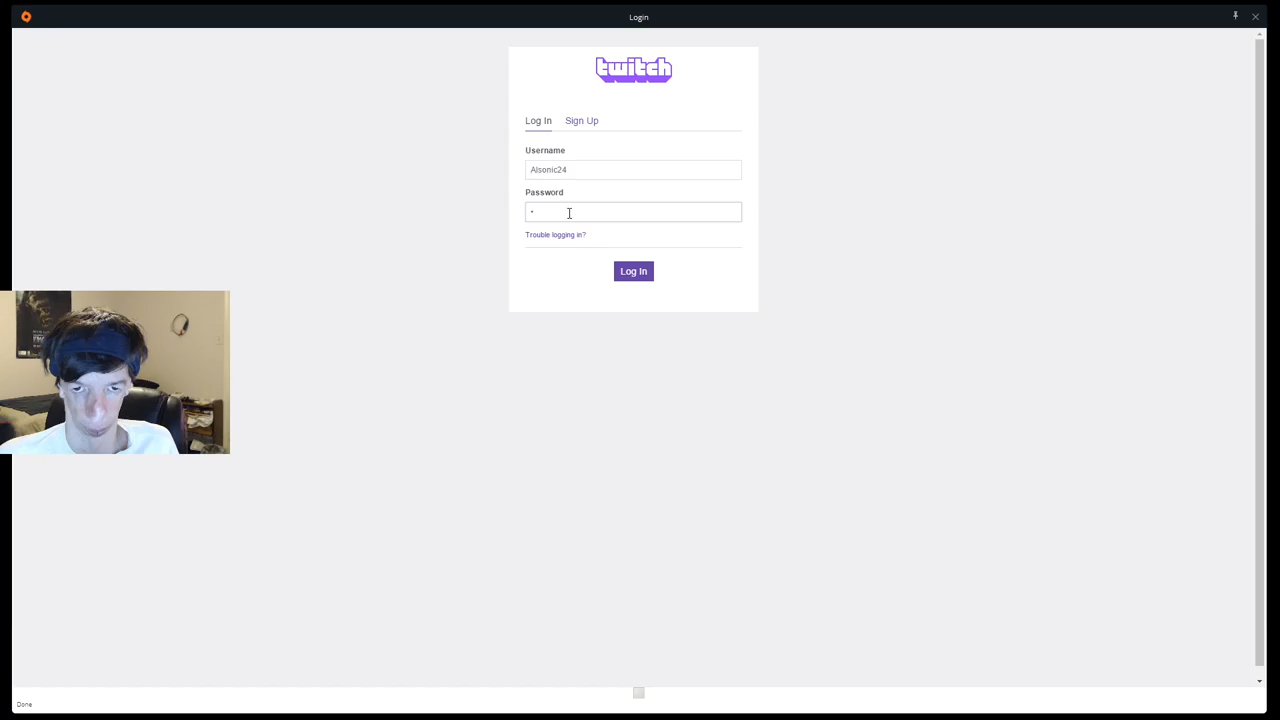 Login
twitch
Log In Sign Up
Username
Alsonic24
Password
Trouble logging in?
Log In
Done